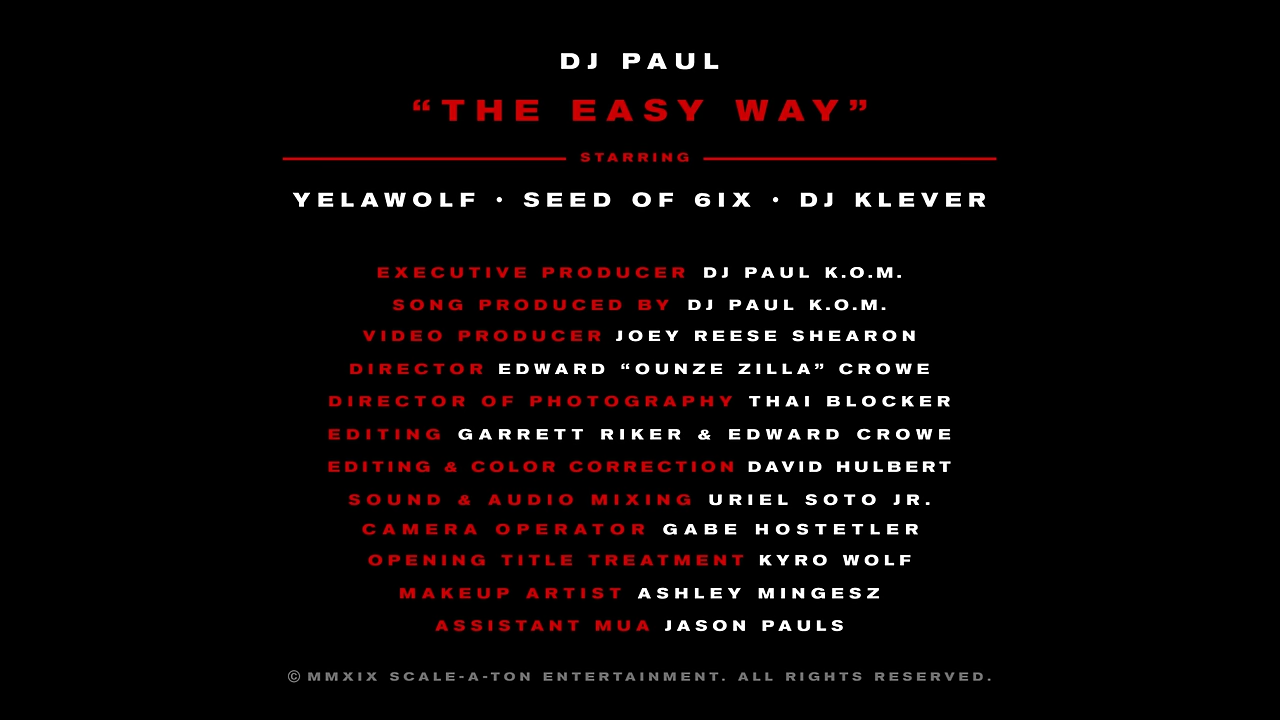 DJ PAUL
“THE EASY WAY”
STARRING
YELAWOLF • SEED OF 6IX • DJ KLEVER
EXECUTIVE PRODUCER DJ PAUL K.O.M.
SONG PRODUCED BY DJ PAUL K.O.M.
VIDEO PRODUCER JOEY REESE SHEARON
DIRECTOR EDWARD “OUNZE ZILLA” CROWE
DIRECTOR OF PHOTOGRAPHY THAI BLOCKER
EDITING GARRETT RIKER & EDWARD CROWE
EDITING & COLOR CORRECTION DAVID HULBERT
SOUND & AUDIO MIXING URIEL SOTO JR.
CAMERA OPERATOR GABE HOSTETLER
OPENING TITLE TREATMENT KYRO WOLF
MAKEUP ARTIST ASHLEY MINGESZ
ASSISTANT MUA JASON PAULS
© MMXIX SCALE-A-TON ENTERTAINMENT. ALL RIGHTS RESERVED.